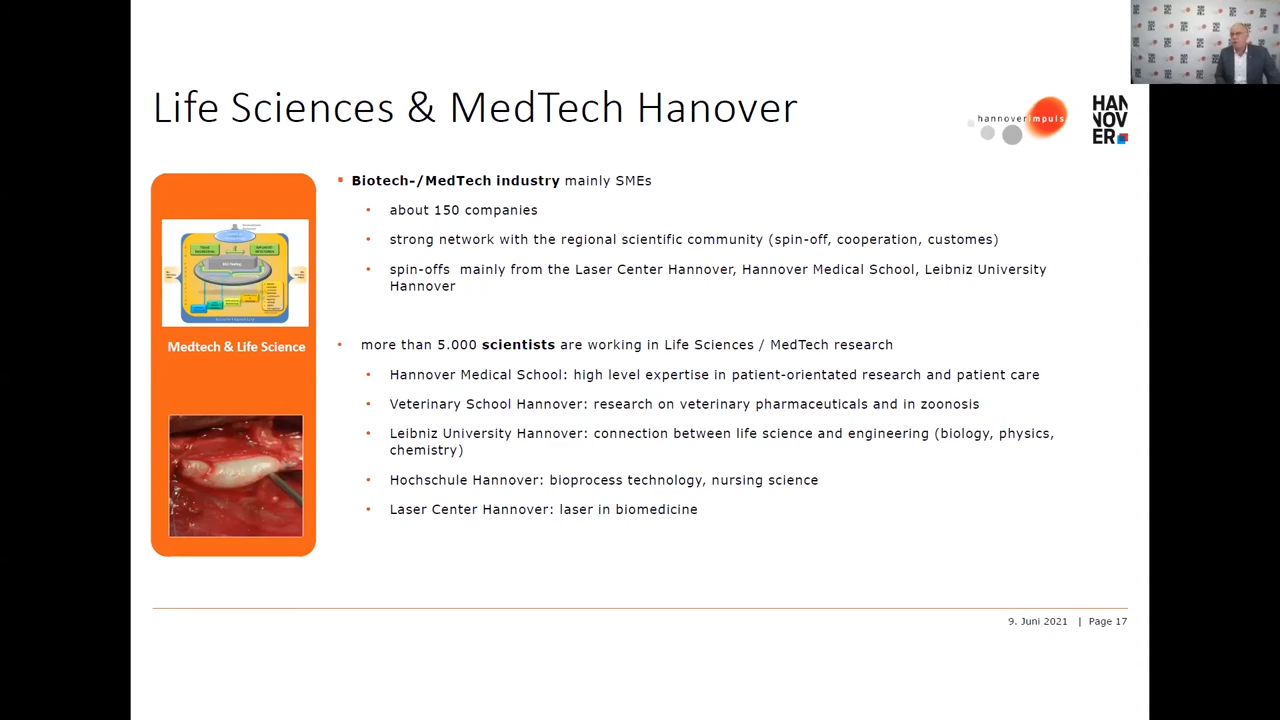 Life Sciences & MedTech Hanover
hannoverimpuls
HAN
NOV
ER
Biotech-/MedTech industry mainly SMEs
about 150 companies
strong network with the regional scientific community (spin-off, cooperation, customes)
spin-offs mainly from the Laser Center Hannover, Hannover Medical School, Leibniz University
Hannover
Medtech & Life Science
more than 5.000 scientists are working in Life Sciences / MedTech research
Hannover Medical School: high level expertise in patient-orientated research and patient care
Veterinary School Hannover: research on veterinary pharmaceuticals and in zoonosis
Leibniz University Hannover: connection between life science and engineering (biology, physics,
chemistry)
Hochschule Hannover: bioprocess technology, nursing science
Laser Center Hannover: laser in biomedicine
9. Juni 2021 | Page 17